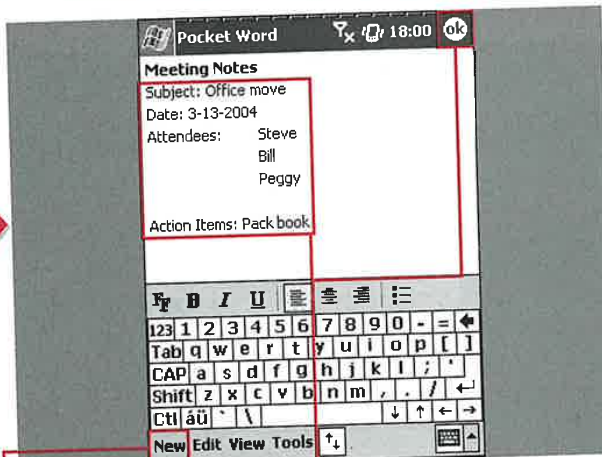 Pocket Word 18:00 ok
Meeting Notes
Subject: Office move
Date: 3-13-2004
Attendees: Steve
Bill
Peggy
Action Items: Pack book
B I U
123 1 2 3 4 5 6 7 8 9 0 - =
Tab q w e r t y u i o p [ ]
CAP a s d f g h j k l ; '
Shift z x c v b n m , . /
Ctl áü ` \
New Edit View Tools